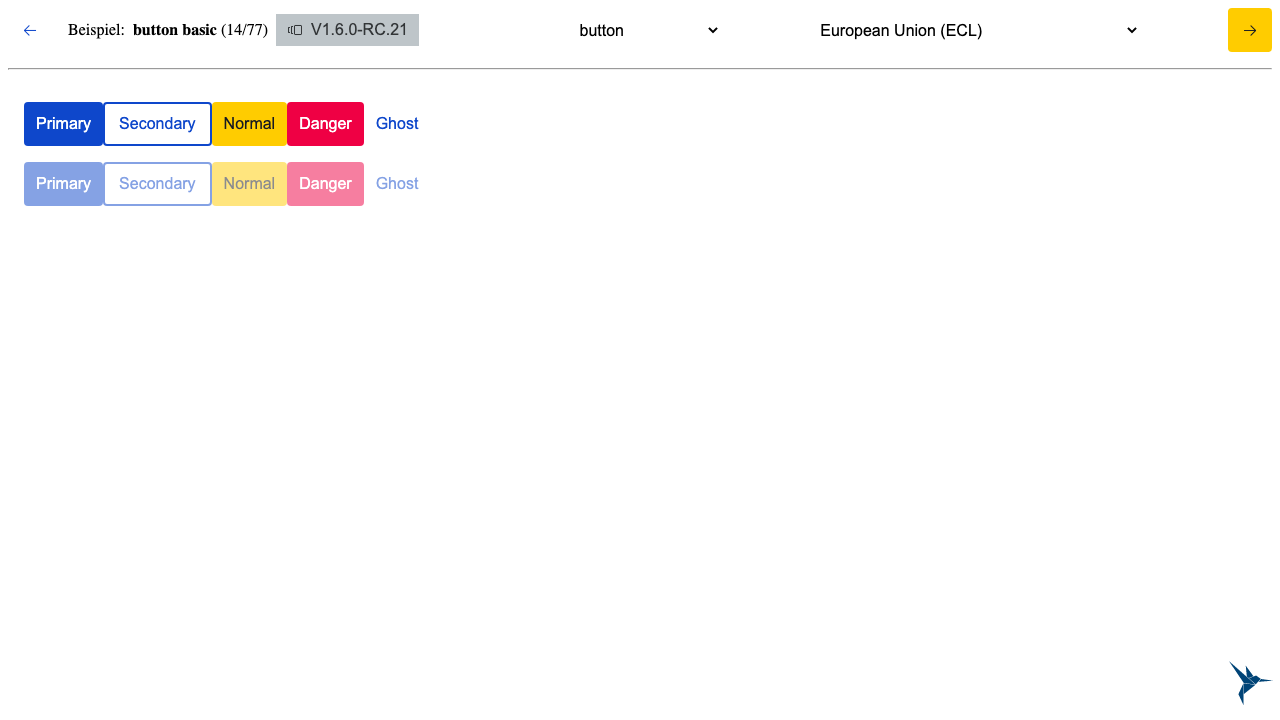 Beispiel: button basic (14/77) V1.6.0-RC.21 button European Union (ECL)
Primary Secondary Normal Danger Ghost
Primary Secondary Normal Danger Ghost